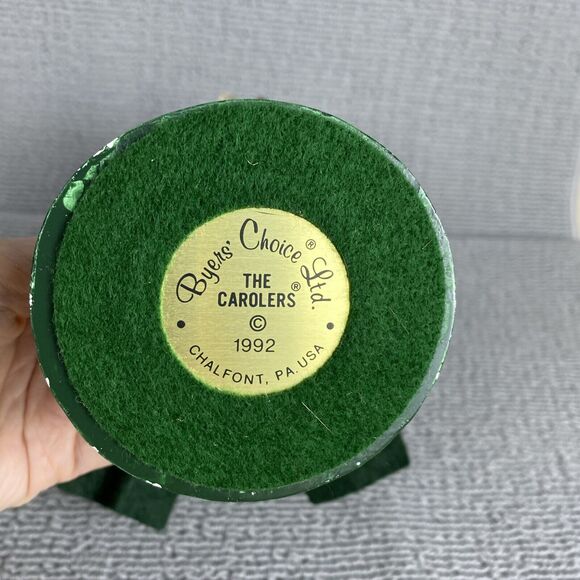 Byers' Choice® Ltd.
THE
CAROLERS®
©
1992
• CHALFONT, PA. USA •